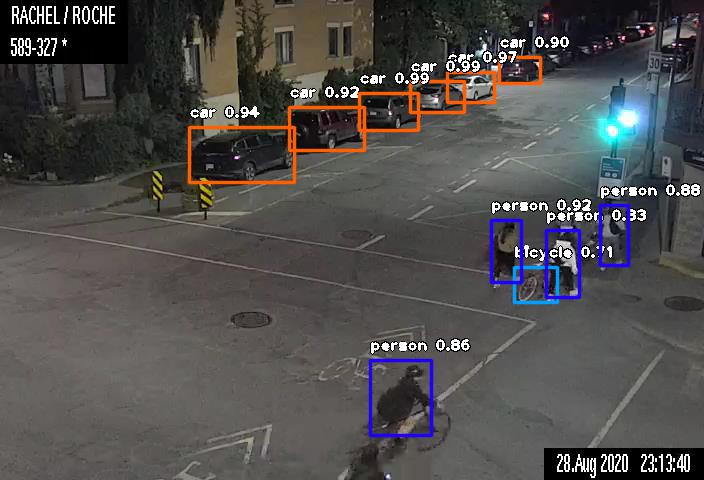 RACHEL / ROCHE
589-327 *
car 0.90
car 0.97
car 0.99
car 0.99
car 0.92
car 0.94
30
person 0.88
person 0.92
person 0.83
bicycle 0.71
person 0.86
28.Aug 2020 23:13:40